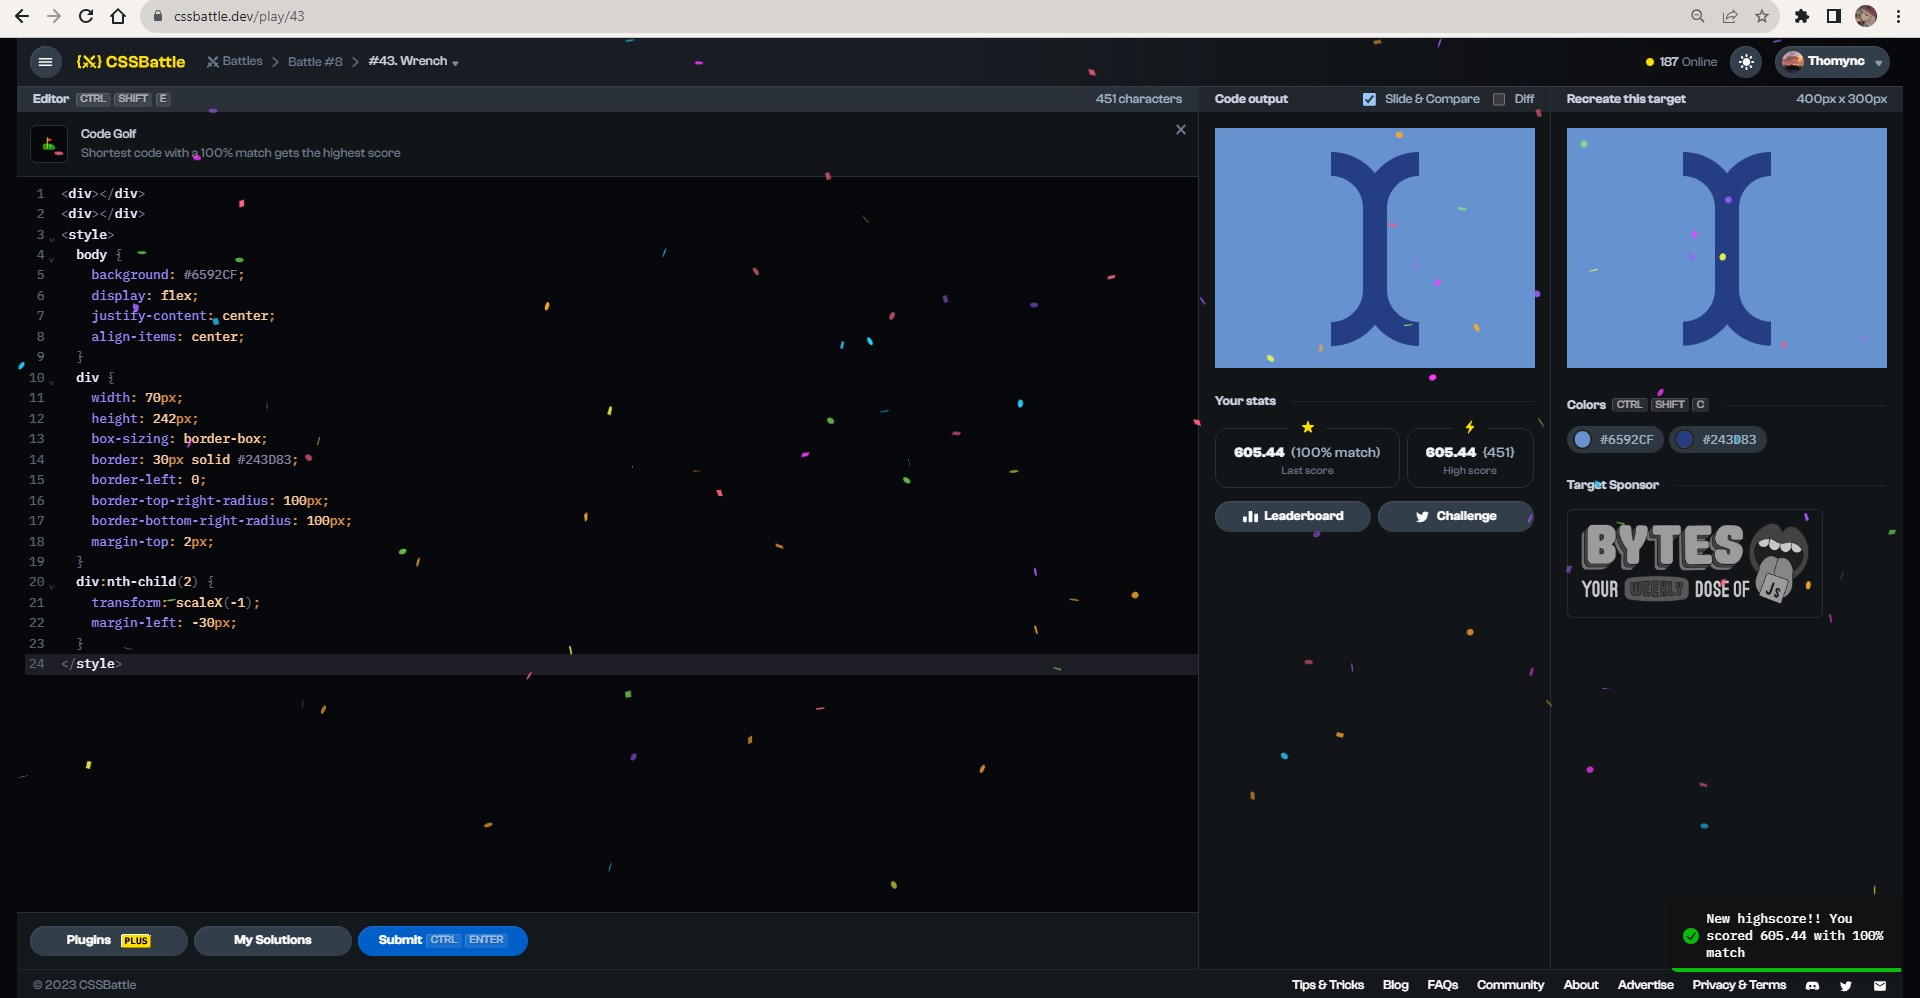 cssbattle.dev/play/43
{X} CSSBattle
Battles > Battle #8 > #43. Wrench
187 Online
Thomync
Editor CTRL SHIFT E
451 characters
Code Golf
Shortest code with a 100% match gets the highest score
1 <div></div>
2 <div></div>
3 <style>
4 body {
5 background: #6592CF;
6 display: flex;
7 justify-content: center;
8 align-items: center;
9 }
10 div {
11 width: 70px;
12 height: 242px;
13 box-sizing: border-box;
14 border: 30px solid #243D83;
15 border-left: 0;
16 border-top-right-radius: 100px;
17 border-bottom-right-radius: 100px;
18 margin-top: 2px;
19 }
20 div:nth-child(2) {
21 transform: scaleX(-1);
22 margin-left: -30px;
23 }
24 </style>
Plugins PLUS
My Solutions
Submit CTRL ENTER
Code output
Slide & Compare
Diff
Your stats
605.44 (100% match)
Last score
605.44 {451}
High score
Leaderboard
Challenge
Recreate this target
400px x 300px
Colors CTRL SHIFT C
#6592CF
#243D83
Target Sponsor
BYTES
YOUR WEEKLY DOSE OF JS
New highscore!! You
scored 605.44 with 100%
match
© 2023 CSSBattle
Tips & Tricks Blog FAQs Community About Advertise Privacy & Terms